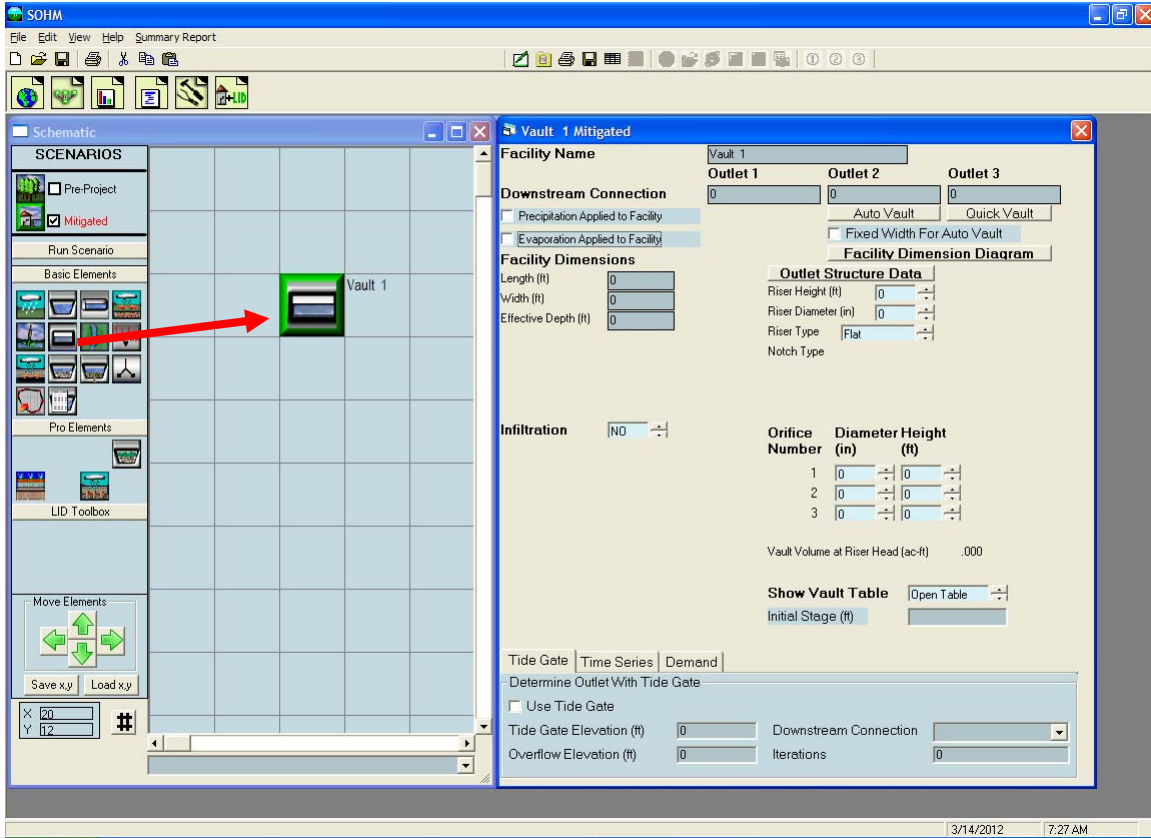 SOHM
File Edit View Help Summary Report
+LID
Schematic
SCENARIOS
Pre-Project
Mitigated
Run Scenario
Basic Elements
Pro Elements
LID Toolbox
Move Elements
Save x,y Load x,y
X 20
Y 12
#
Vault 1
Vault 1 Mitigated
Facility Name Vault 1
Outlet 1 Outlet 2 Outlet 3
Downstream Connection 0 0 0
Precipitation Applied to Facility Auto Vault Quick Vault
Evaporation Applied to Facility Fixed Width For Auto Vault
Facility Dimension Diagram
Facility Dimensions
Outlet Structure Data
Length (ft) 0
Width (ft) 0
Effective Depth (ft) 0
Riser Height (ft) 0
Riser Diameter (in) 0
Riser Type Flat
Notch Type
Infiltration NO
Orifice Diameter Height
Number (in) (ft)
1 0 0
2 0 0
3 0 0
Vault Volume at Riser Head (ac-ft) .000
Show Vault Table Open Table
Initial Stage (ft)
Tide Gate Time Series Demand
Determine Outlet With Tide Gate
Use Tide Gate
Tide Gate Elevation (ft) 0 Downstream Connection
Overflow Elevation (ft) 0 Iterations 0
3/14/2012 7:27 AM